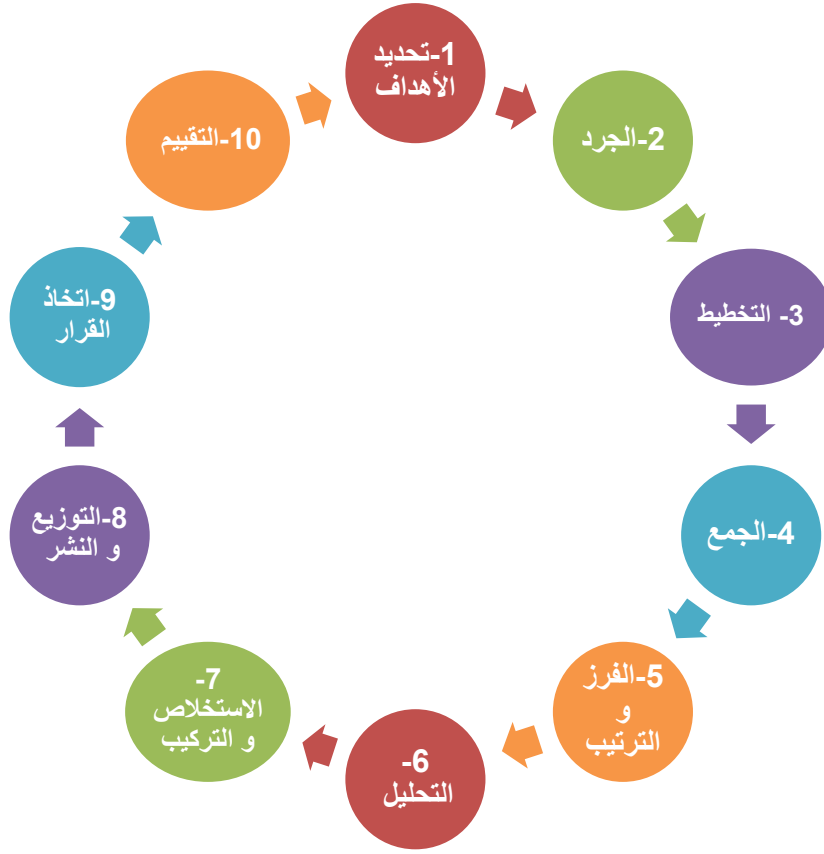 1-تحديد
الأهداف
2-الجرد
3- التخطيط
4-الجمع
5-الفرز
و
الترتيب
6-
التحليل
7-
الاستخلاص
و التركيب
8-التوزيع
و النشر
9-اتخاذ
القرار
10-التقييم